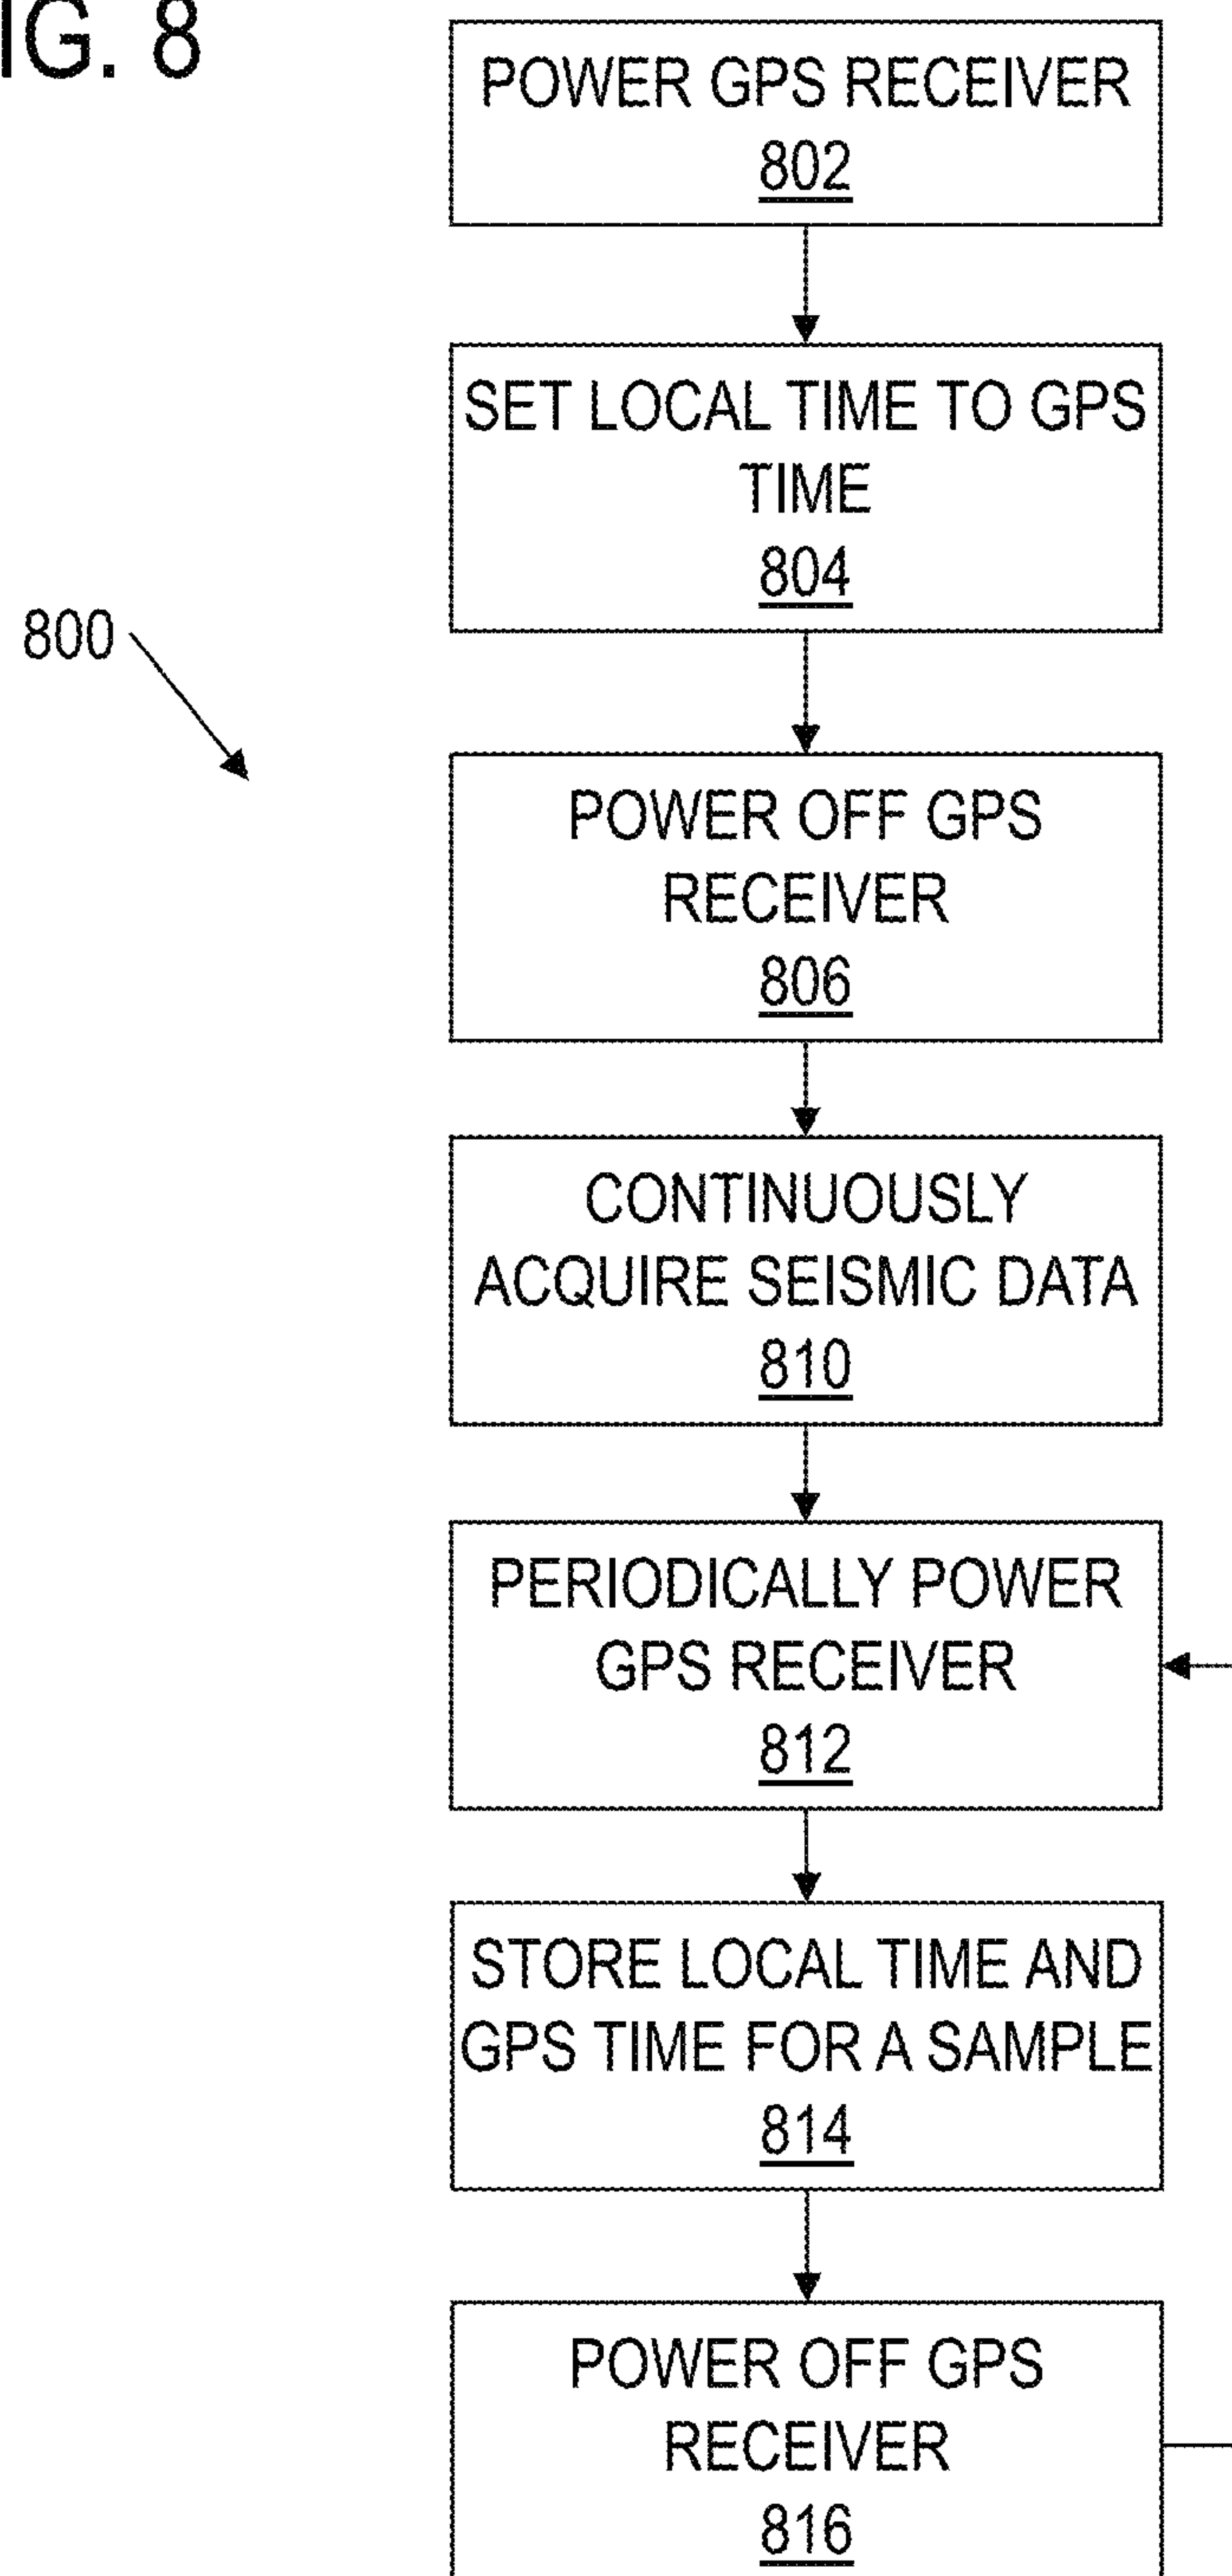 IG. 8
POWER GPS RECEIVER
802
SET LOCAL TIME TO GPS
TIME
804
800
POWER OFF GPS
RECEIVER
806
CONTINUOUSLY
ACQUIRE SEISMIC DATA
810
PERIODICALLY POWER
GPS RECEIVER
812
STORE LOCAL TIME AND
GPS TIME FOR A SAMPLE
814
POWER OFF GPS
RECEIVER
816